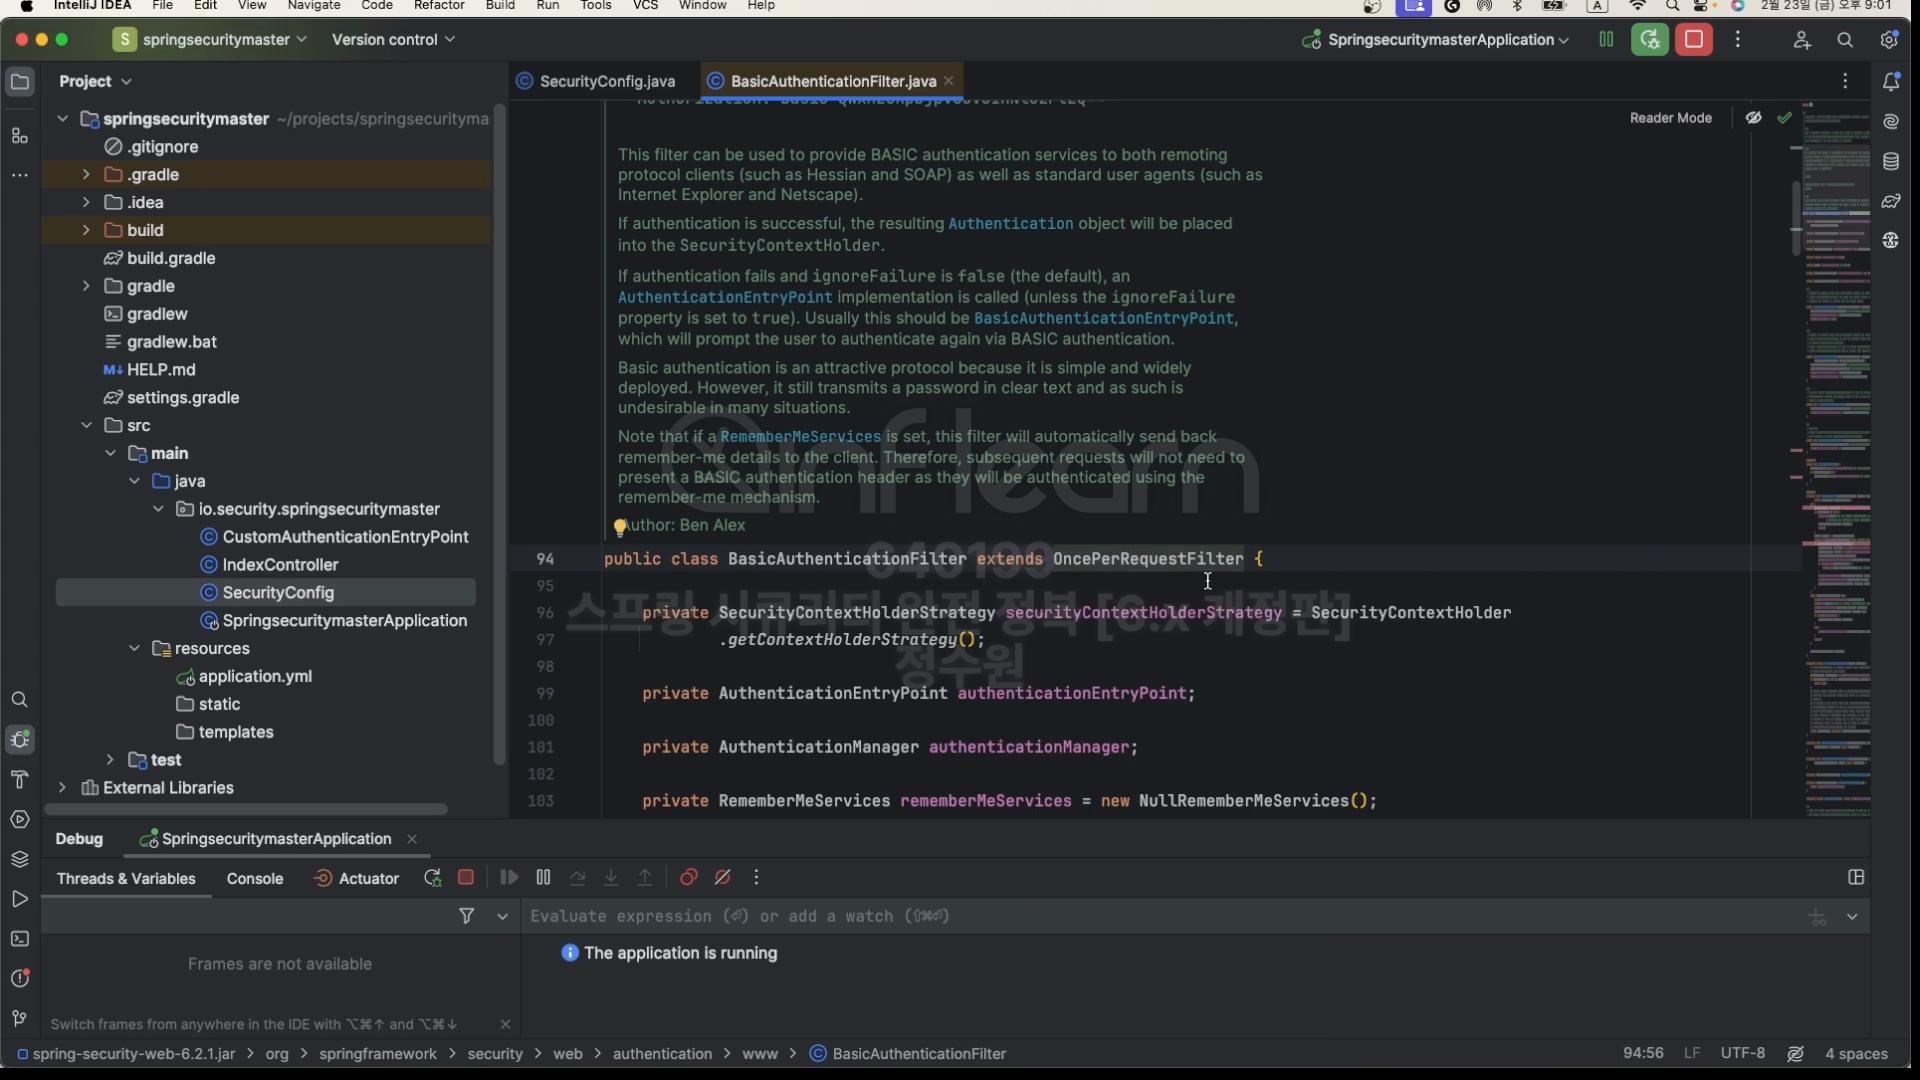 IntelliJ IDEA File Edit View Navigate Code Refactor Build Run Tools VCS Window Help A 2월 23일 (금) 오후 9:01
S springsecuritymaster Version control SpringsecuritymasterApplication
Project
SecurityConfig.java BasicAuthenticationFilter.java
Reader Mode
springsecuritymaster ~/projects/springsecurityma
.gitignore
.gradle
.idea
build
build.gradle
gradle
gradlew
gradlew.bat
M↓ HELP.md
settings.gradle
src
main
java
io.security.springsecuritymaster
CustomAuthenticationEntryPoint
IndexController
SecurityConfig
SpringsecuritymasterApplication
resources
application.yml
static
templates
test
External Libraries
This filter can be used to provide BASIC authentication services to both remoting
protocol clients (such as Hessian and SOAP) as well as standard user agents (such as
Internet Explorer and Netscape).
If authentication is successful, the resulting Authentication object will be placed
into the SecurityContextHolder.
If authentication fails and ignoreFailure is false (the default), an
AuthenticationEntryPoint implementation is called (unless the ignoreFailure
property is set to true). Usually this should be BasicAuthenticationEntryPoint,
which will prompt the user to authenticate again via BASIC authentication.
Basic authentication is an attractive protocol because it is simple and widely
deployed. However, it still transmits a password in clear text and as such is
undesirable in many situations.
Note that if a RememberMeServices is set, this filter will automatically send back
remember-me details to the client. Therefore, subsequent requests will not need to
present a BASIC authentication header as they will be authenticated using the
remember-me mechanism.
Author: Ben Alex
94 public class BasicAuthenticationFilter extends OncePerRequestFilter {
95
96 private SecurityContextHolderStrategy securityContextHolderStrategy = SecurityContextHolder
97 .getContextHolderStrategy();
98
99 private AuthenticationEntryPoint authenticationEntryPoint;
100
101 private AuthenticationManager authenticationManager;
102
103 private RememberMeServices rememberMeServices = new NullRememberMeServices();
inflearn
스프링 시큐리티 완전 정복 [6.x 개정판]
정수원
Debug SpringsecuritymasterApplication
Threads & Variables Console Actuator
Evaluate expression (⏎) or add a watch (⇧⌘⏎)
Frames are not available
The application is running
Switch frames from anywhere in the IDE with ⌥⌘↑ and ⌥⌘↓
spring-security-web-6.2.1.jar > org > springframework > security > web > authentication > www > BasicAuthenticationFilter 94:56 LF UTF-8 4 spaces